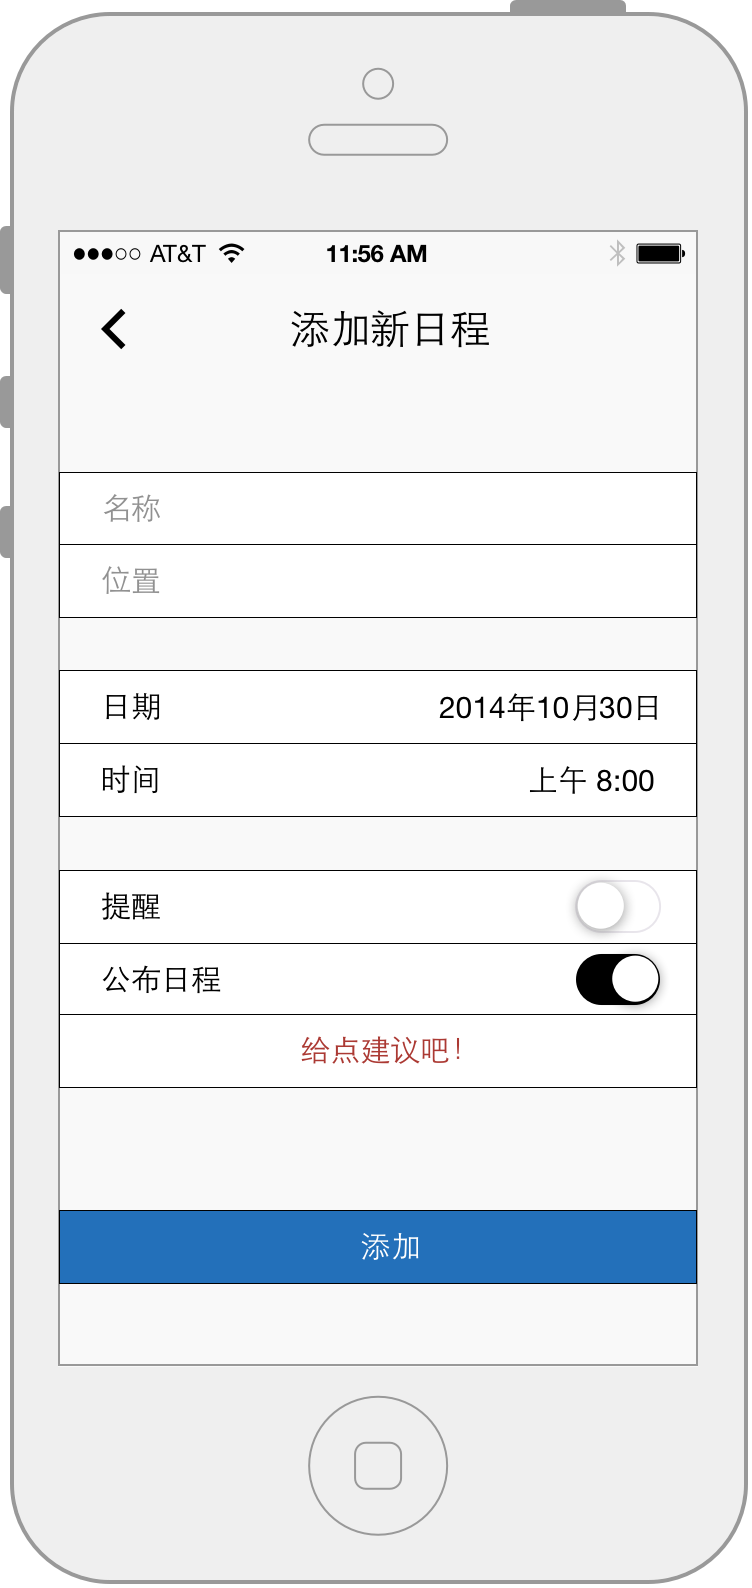 AT&T 11:56 AM
添加新日程
名称
位置
日期 2014年10月30日
时间 上午 8:00
提醒
公布日程
给点建议吧！
添加